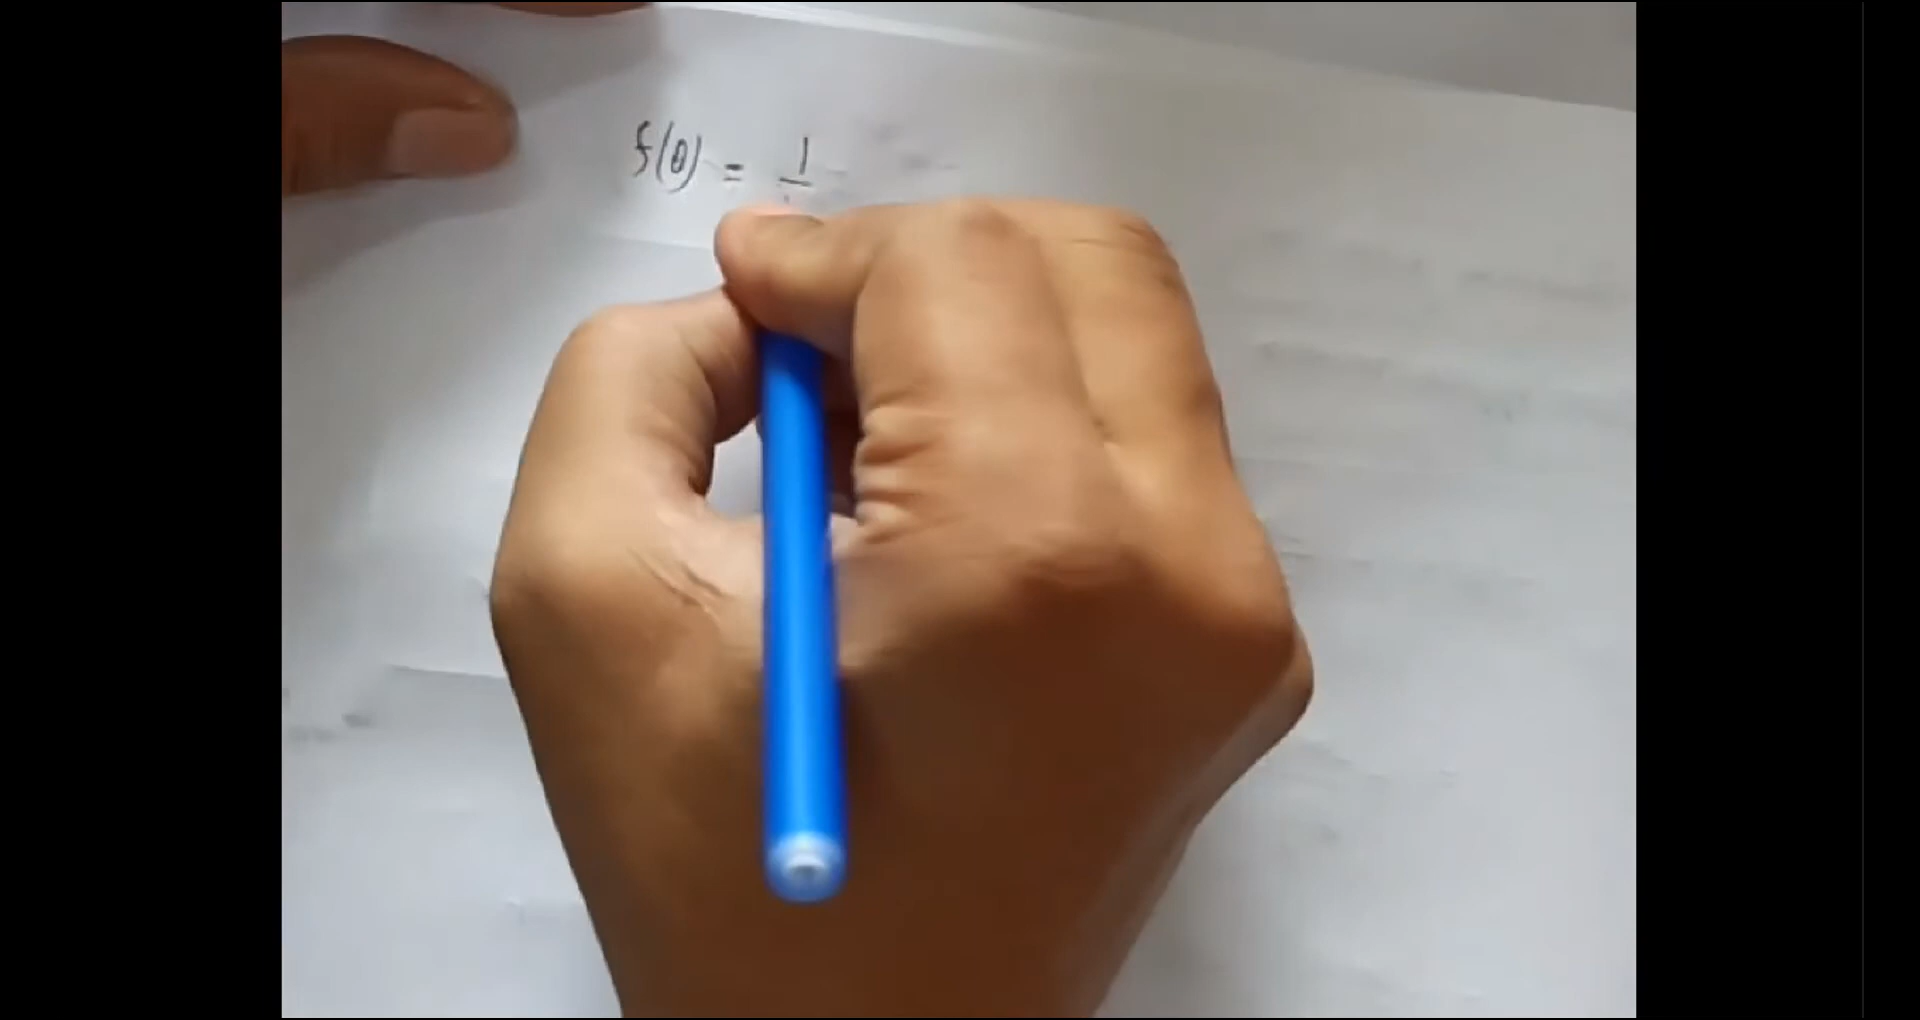 f(θ) = 1